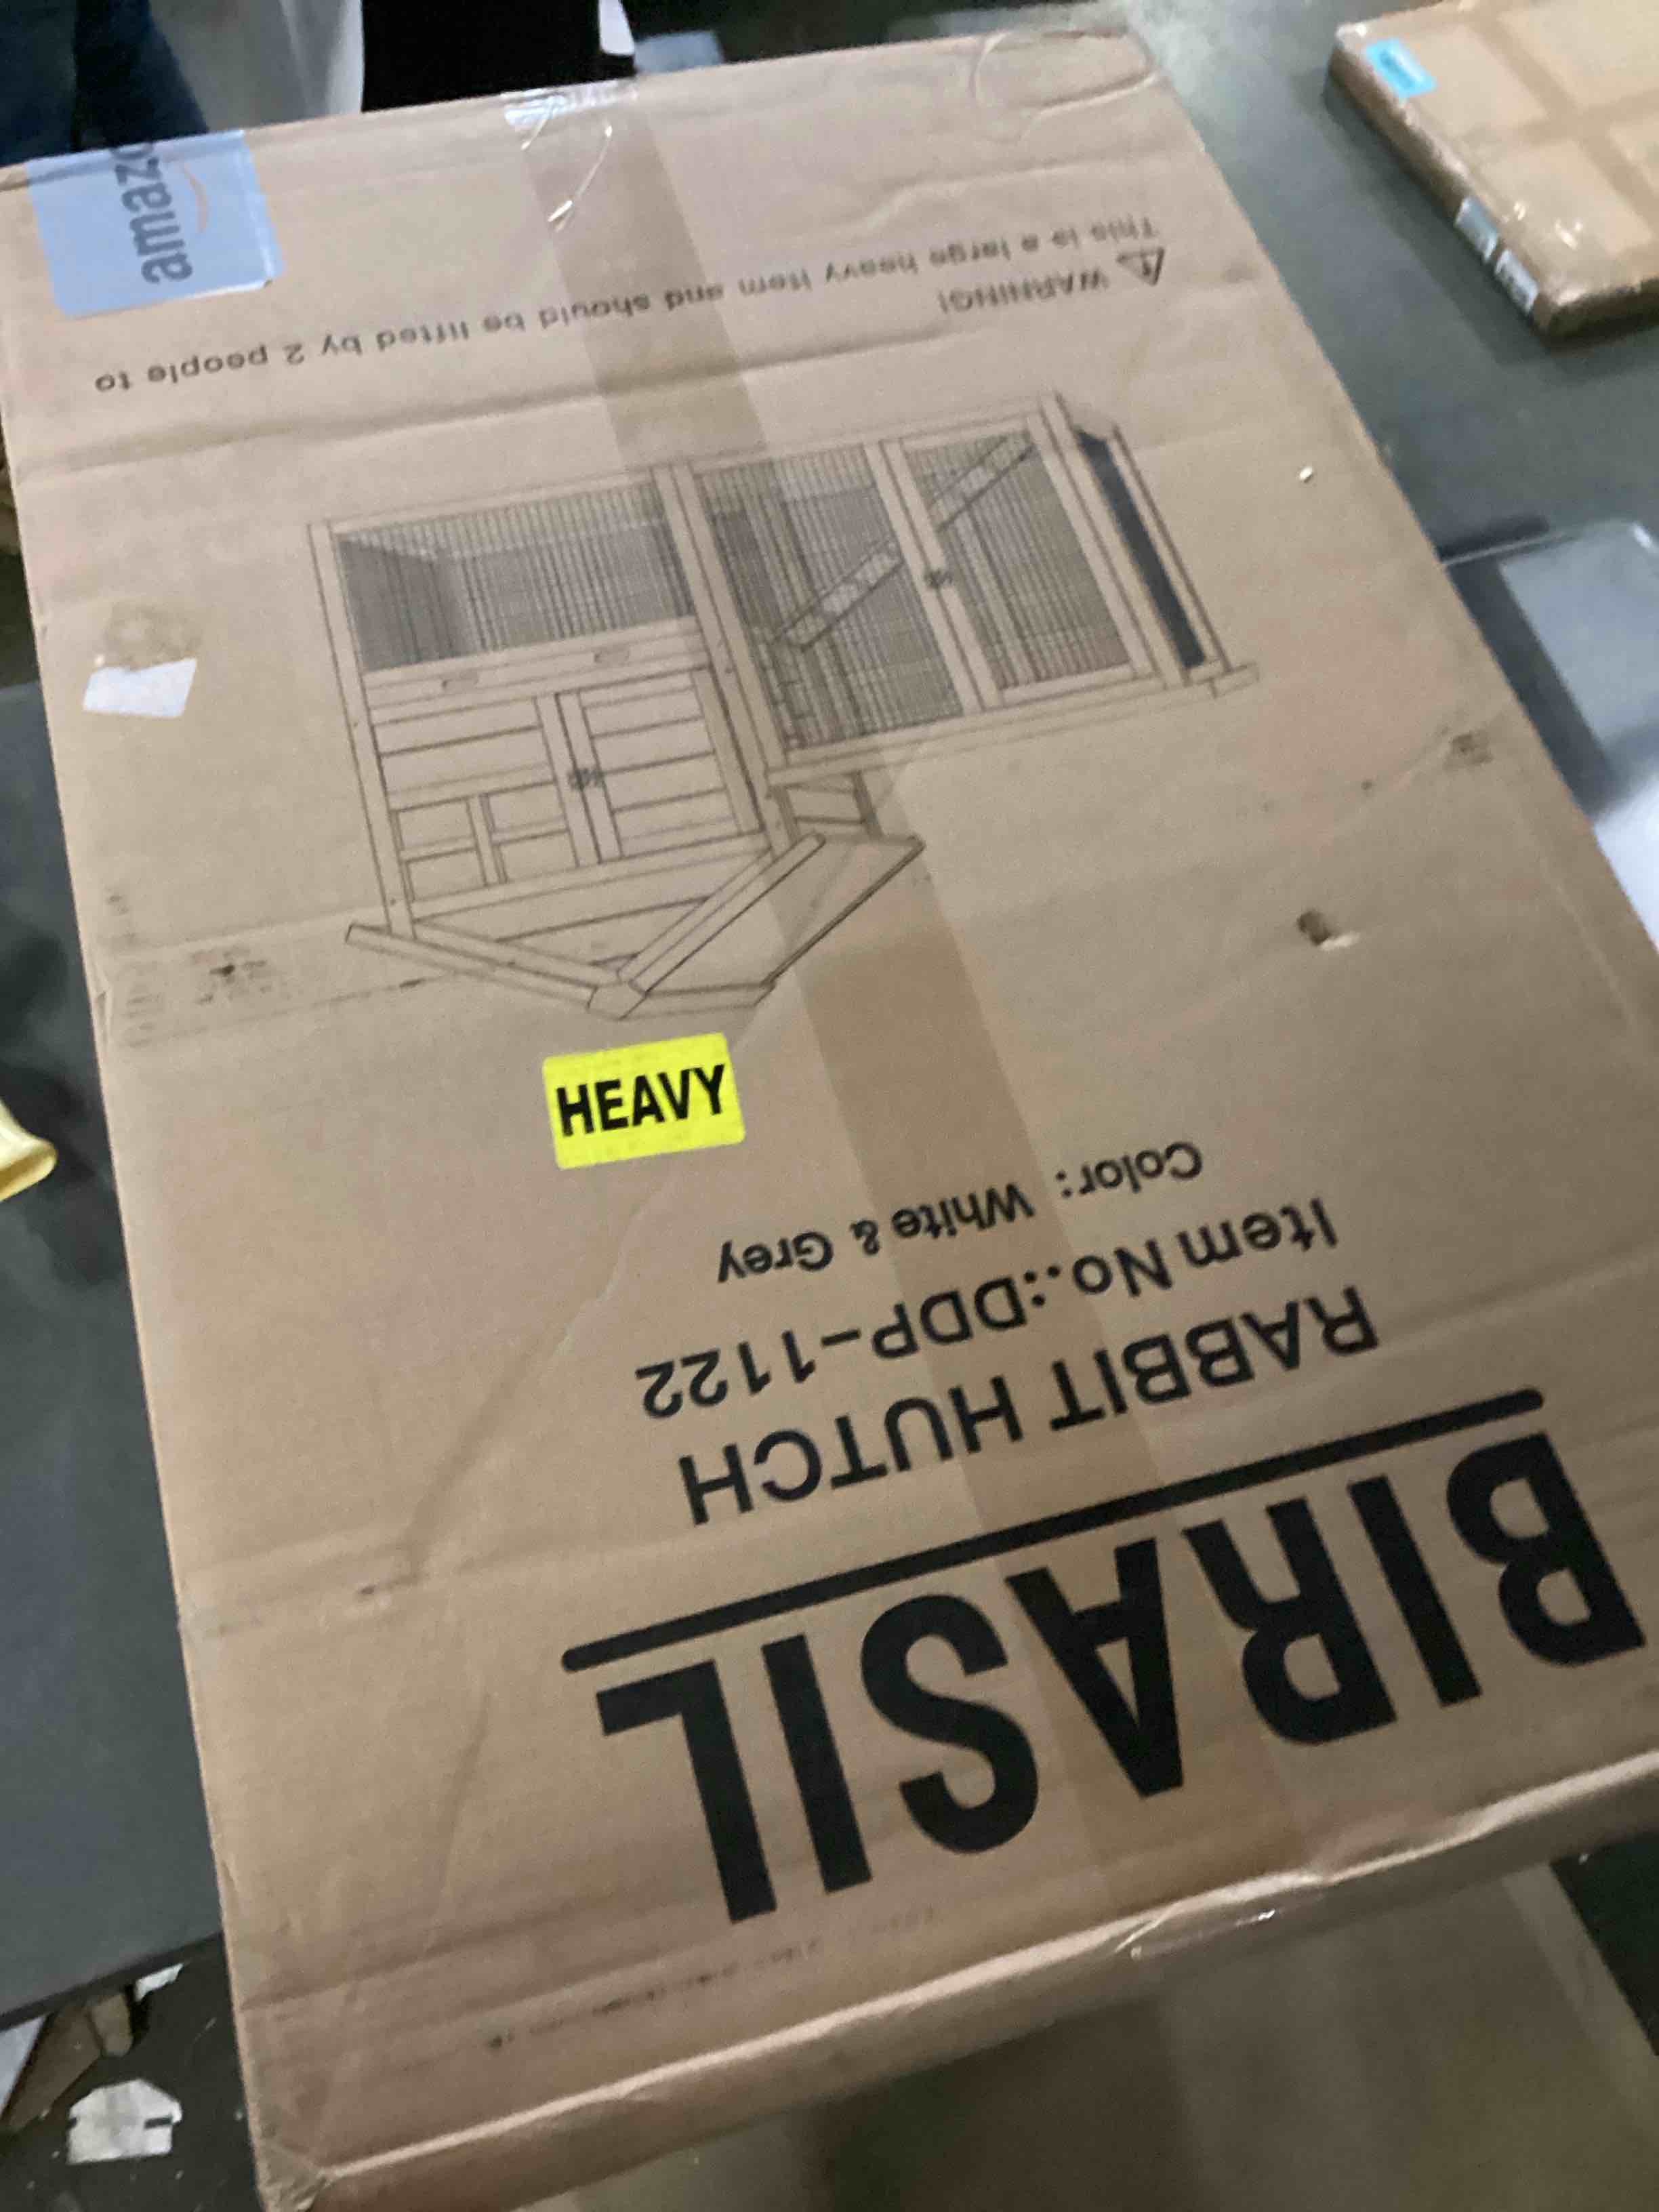 BIRASIL
RABBIT HUTCH
Item No.:DDP-1122
Color: White & Grey
HEAVY
WARNING!
This is a large heavy item and should be lifted by 2 people to
amazo